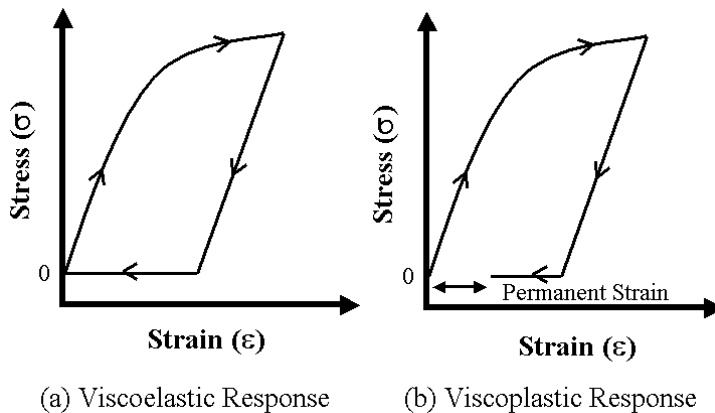 Stress (σ)
0
Strain (ε)
(a) Viscoelastic Response
Stress (σ)
0
Permanent Strain
Strain (ε)
(b) Viscoplastic Response